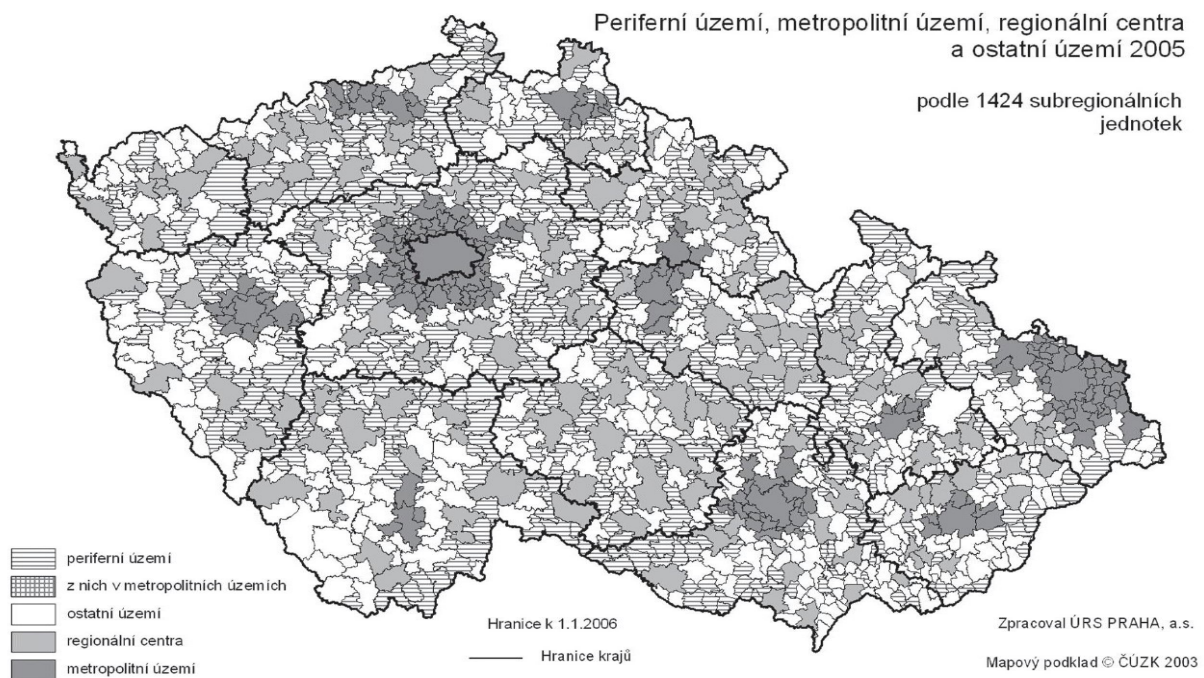 Periferní území, metropolitní území, regionální centra
a ostatní území 2005
podle 1424 subregionálních
jednotek
periferní území
z nich v metropolitních územích
ostatní území
regionální centra
metropolitní území
Hranice k 1.1.2006
Hranice krajů
Zpracoval ÚRS PRAHA, a.s.
Mapový podklad © ČÚZK 2003